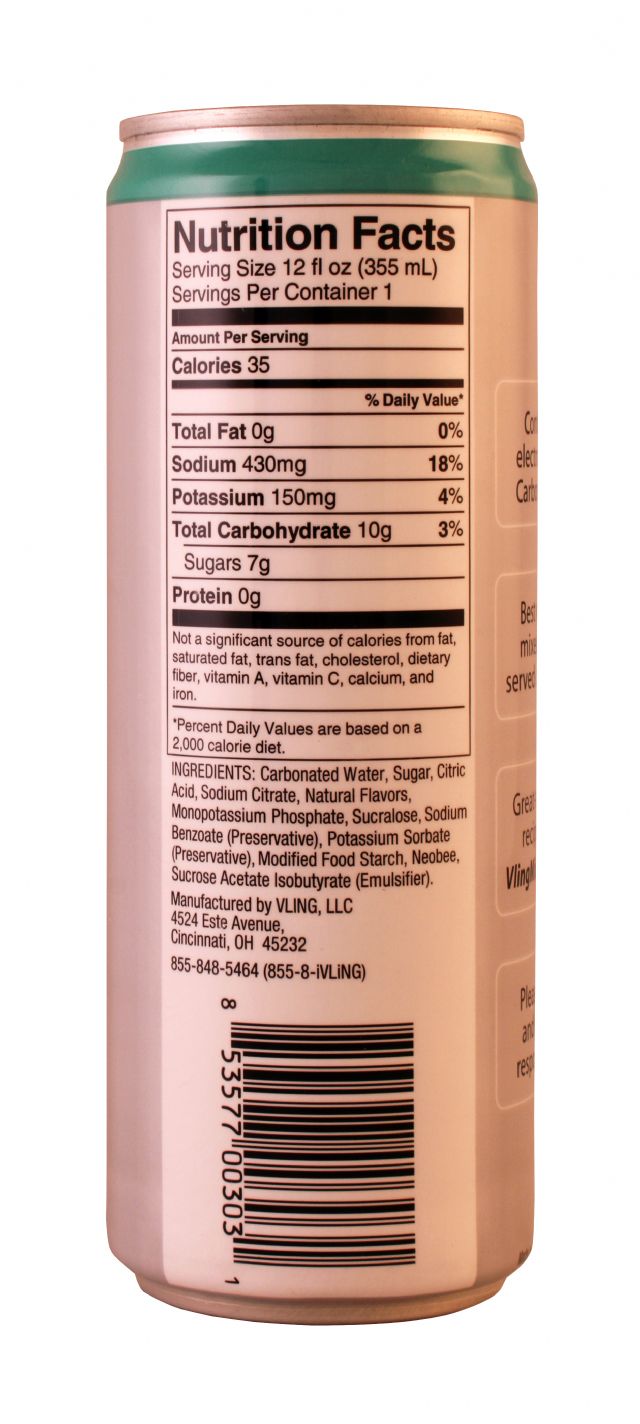 Nutrition Facts
Serving Size 12 fl oz (355 mL)
Servings Per Container 1
Amount Per Serving
Calories 35
% Daily Value*
Total Fat 0g 0%
Sodium 430mg 18%
Potassium 150mg 4%
Total Carbohydrate 10g 3%
Sugars 7g
Protein 0g
Not a significant source of calories from fat,
saturated fat, trans fat, cholesterol, dietary
fiber, vitamin A, vitamin C, calcium, and
iron.
*Percent Daily Values are based on a
2,000 calorie diet.
INGREDIENTS: Carbonated Water, Sugar, Citric
Acid, Sodium Citrate, Natural Flavors,
Monopotassium Phosphate, Sucralose, Sodium
Benzoate (Preservative), Potassium Sorbate
(Preservative), Modified Food Starch, Neobee,
Sucrose Acetate Isobutyrate (Emulsifier).
Manufactured by VLING, LLC
4524 Este Avenue,
Cincinnati, OH 45232
855-848-5464 (855-8-iVLiNG)
8 53577 00303 1
Best
served
and